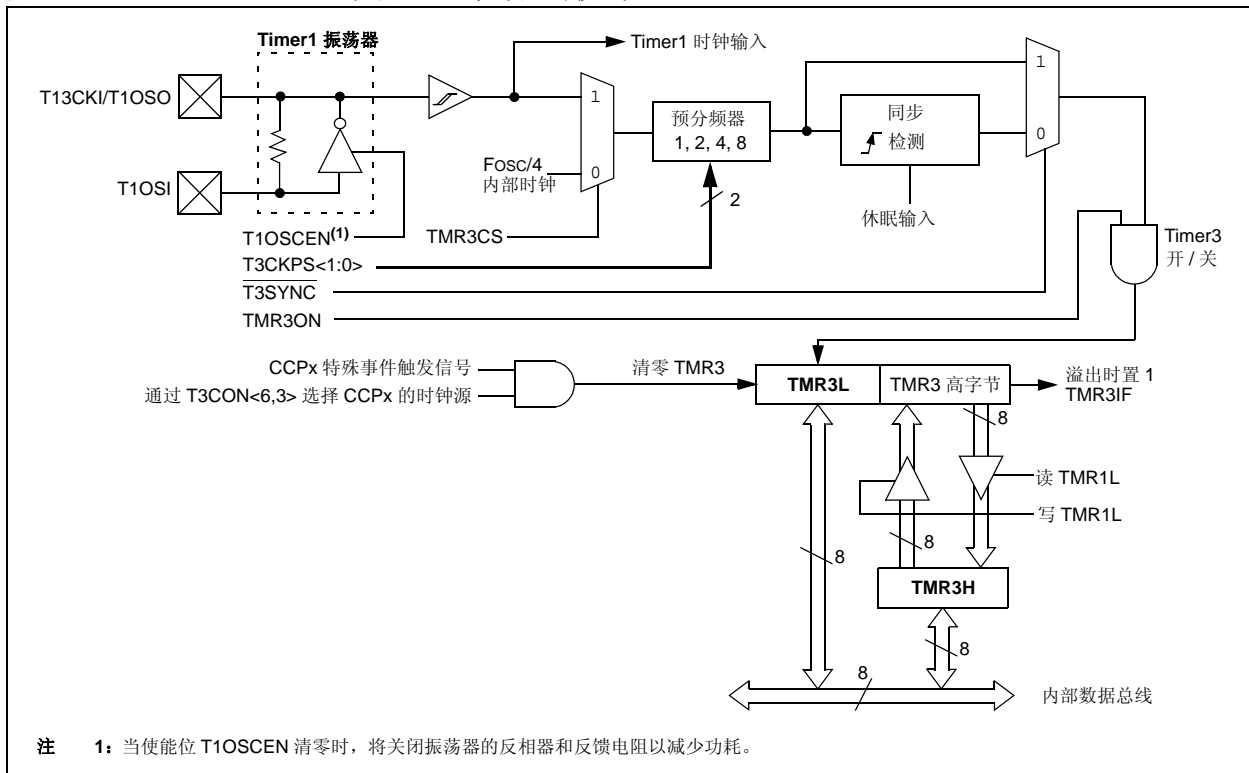 Timer1 振荡器
Timer1 时钟输入
T13CKI/T1OSO
1
1
预分频器
1, 2, 4, 8
同步
检测
0
FOSC/4
内部时钟
0
T1OSI
2
休眠输入
T1OSCEN(1)
TMR3CS
Timer3
开 / 关
T3CKPS<1:0>
T3SYNC
TMR3ON
CCPx 特殊事件触发信号
清零 TMR3
通过 T3CON<6,3> 选择 CCPx 的时钟源
TMR3L
TMR3 高字节
溢出时置 1
TMR3IF
8
读 TMR1L
写 TMR1L
8
8
TMR3H
8
8
内部数据总线
注 1: 当使能位 T1OSCEN 清零时，将关闭振荡器的反相器和反馈电阻以减少功耗。